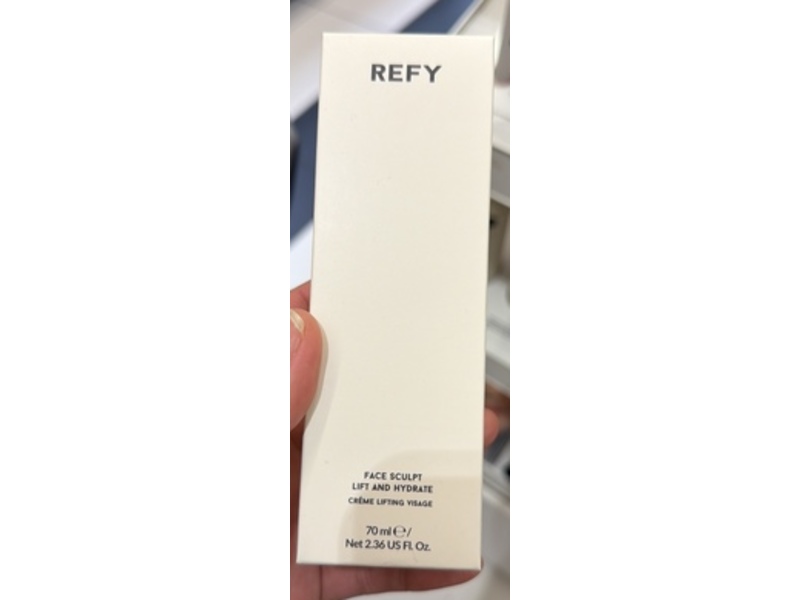 REFY
FACE SCULPT
LIFT AND HYDRATE
CRÈME LIFTING VISAGE
70 ml ℮ /
Net 2.36 US Fl. Oz.